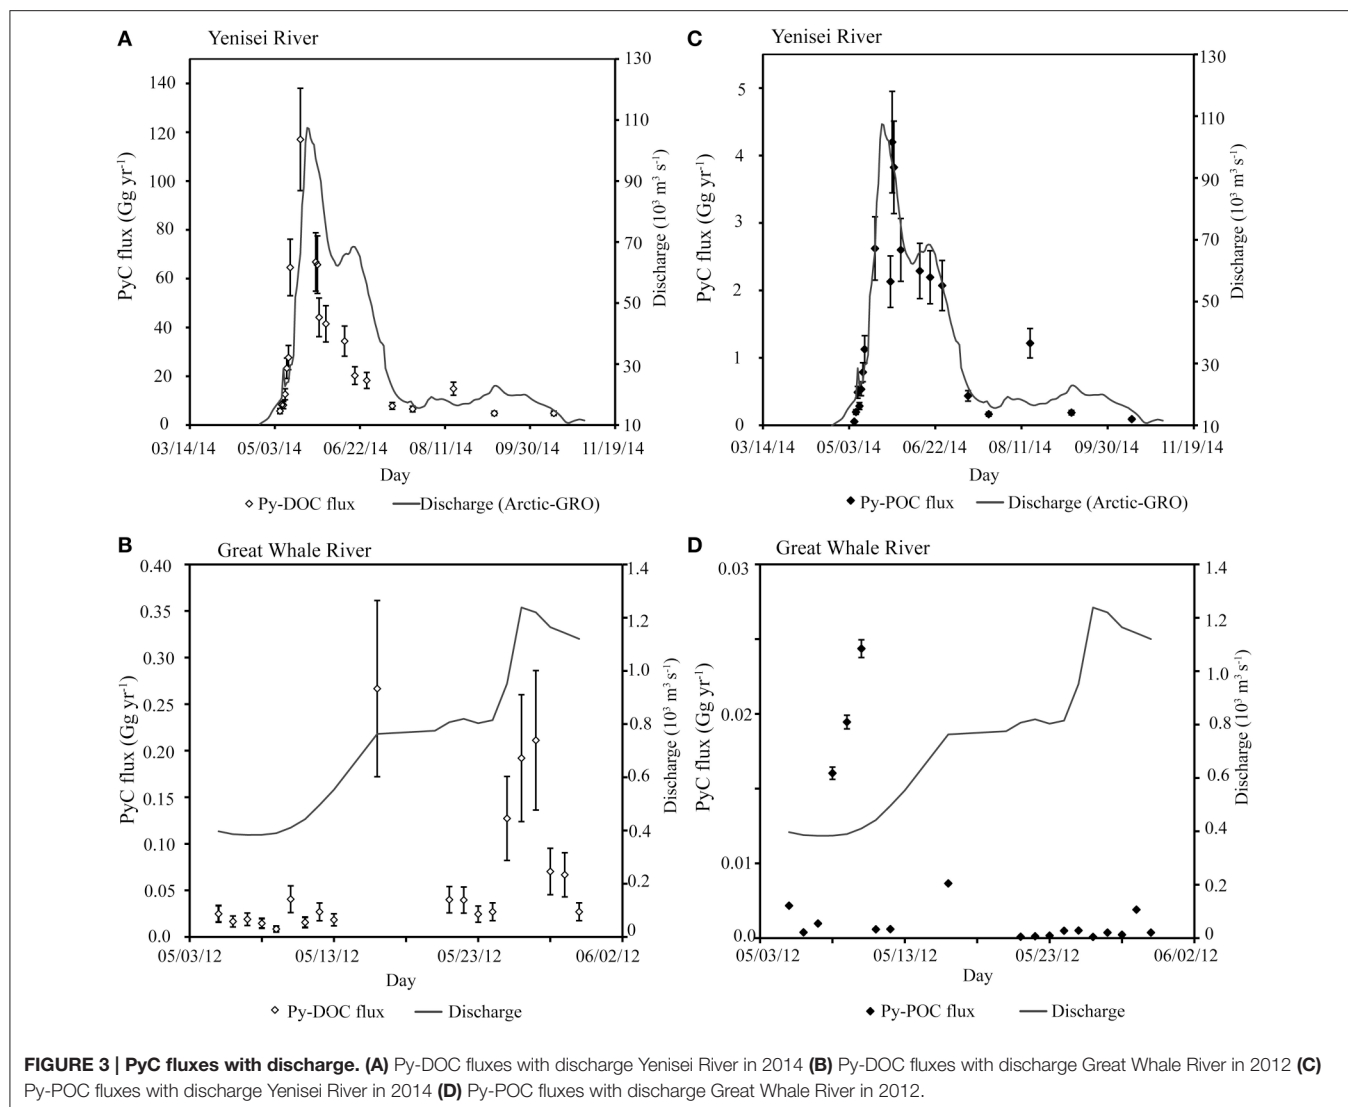 A
Yenisei River
140
120
100
80
60
40
20
0
PyC flux (Gg yr-1)
130
110
90
70
50
30
10
Discharge (10³ m³ s-1)
03/14/14 05/03/14 06/22/14 08/11/14 09/30/14 11/19/14
Day
Py-DOC flux Discharge (Arctic-GRO)
C
Yenisei River
5
4
3
2
1
0
PyC flux (Gg yr-1)
130
110
90
70
50
30
10
Discharge (10³ m³ s-1)
03/14/14 05/03/14 06/22/14 08/11/14 09/30/14 11/19/14
Day
Py-POC flux Discharge (Arctic-GRO)
B
Great Whale River
0.40
0.35
0.30
0.25
0.20
0.15
0.10
0.05
0.0
PyC flux (Gg yr-1)
1.4
1.2
1.0
0.8
0.6
0.4
0.2
0
Discharge (10³ m³ s-1)
05/03/12 05/13/12 05/23/12 06/02/12
Day
Py-DOC flux Discharge
D
Great Whale River
0.03
0.02
0.01
0.0
PyC flux (Gg yr-1)
1.4
1.2
1.0
0.8
0.6
0.4
0.2
0
Discharge (10³ m³ s-1)
05/03/12 05/13/12 05/23/12 06/02/12
Day
Py-POC flux Discharge
FIGURE 3 | PyC fluxes with discharge. (A) Py-DOC fluxes with discharge Yenisei River in 2014 (B) Py-DOC fluxes with discharge Great Whale River in 2012 (C)
Py-POC fluxes with discharge Yenisei River in 2014 (D) Py-POC fluxes with discharge Great Whale River in 2012.